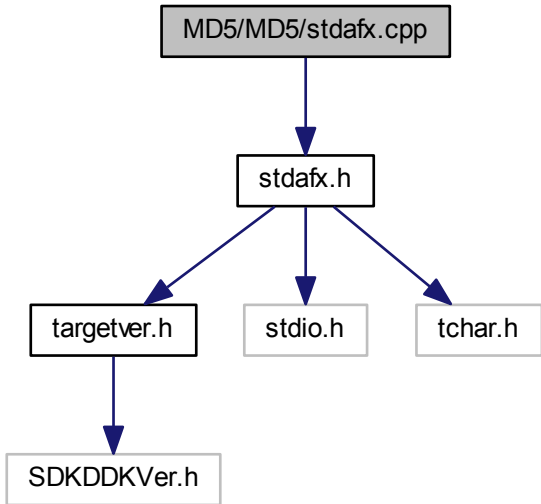 MD5/MD5/stdafx.cpp
stdafx.h
targetver.h
stdio.h
tchar.h
SDKDDKVer.h